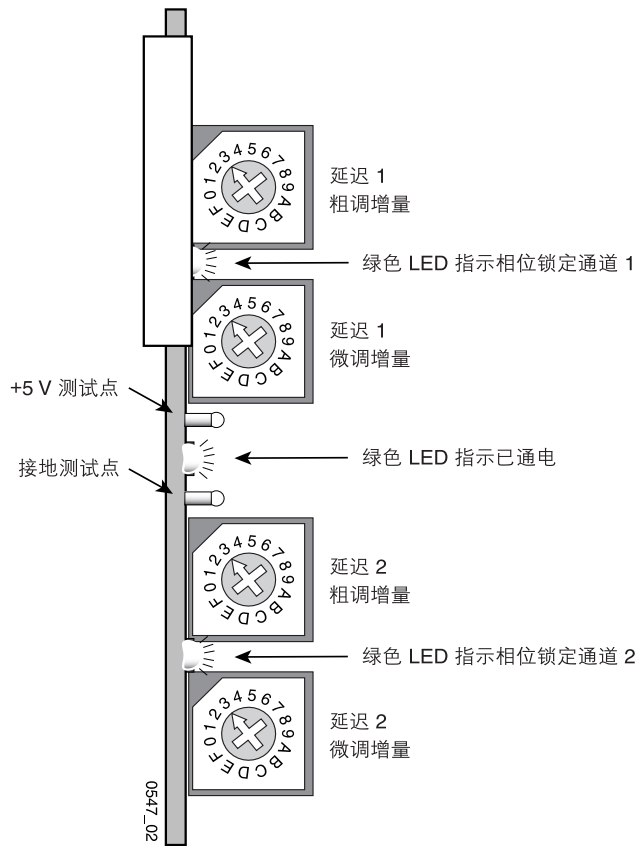 0123456789ABCDEF
延迟 1
粗调增量
绿色 LED 指示相位锁定通道 1
0123456789ABCDEF
延迟 1
微调增量
+5 V 测试点
绿色 LED 指示已通电
接地测试点
0123456789ABCDEF
延迟 2
粗调增量
绿色 LED 指示相位锁定通道 2
0123456789ABCDEF
延迟 2
微调增量
0547_02